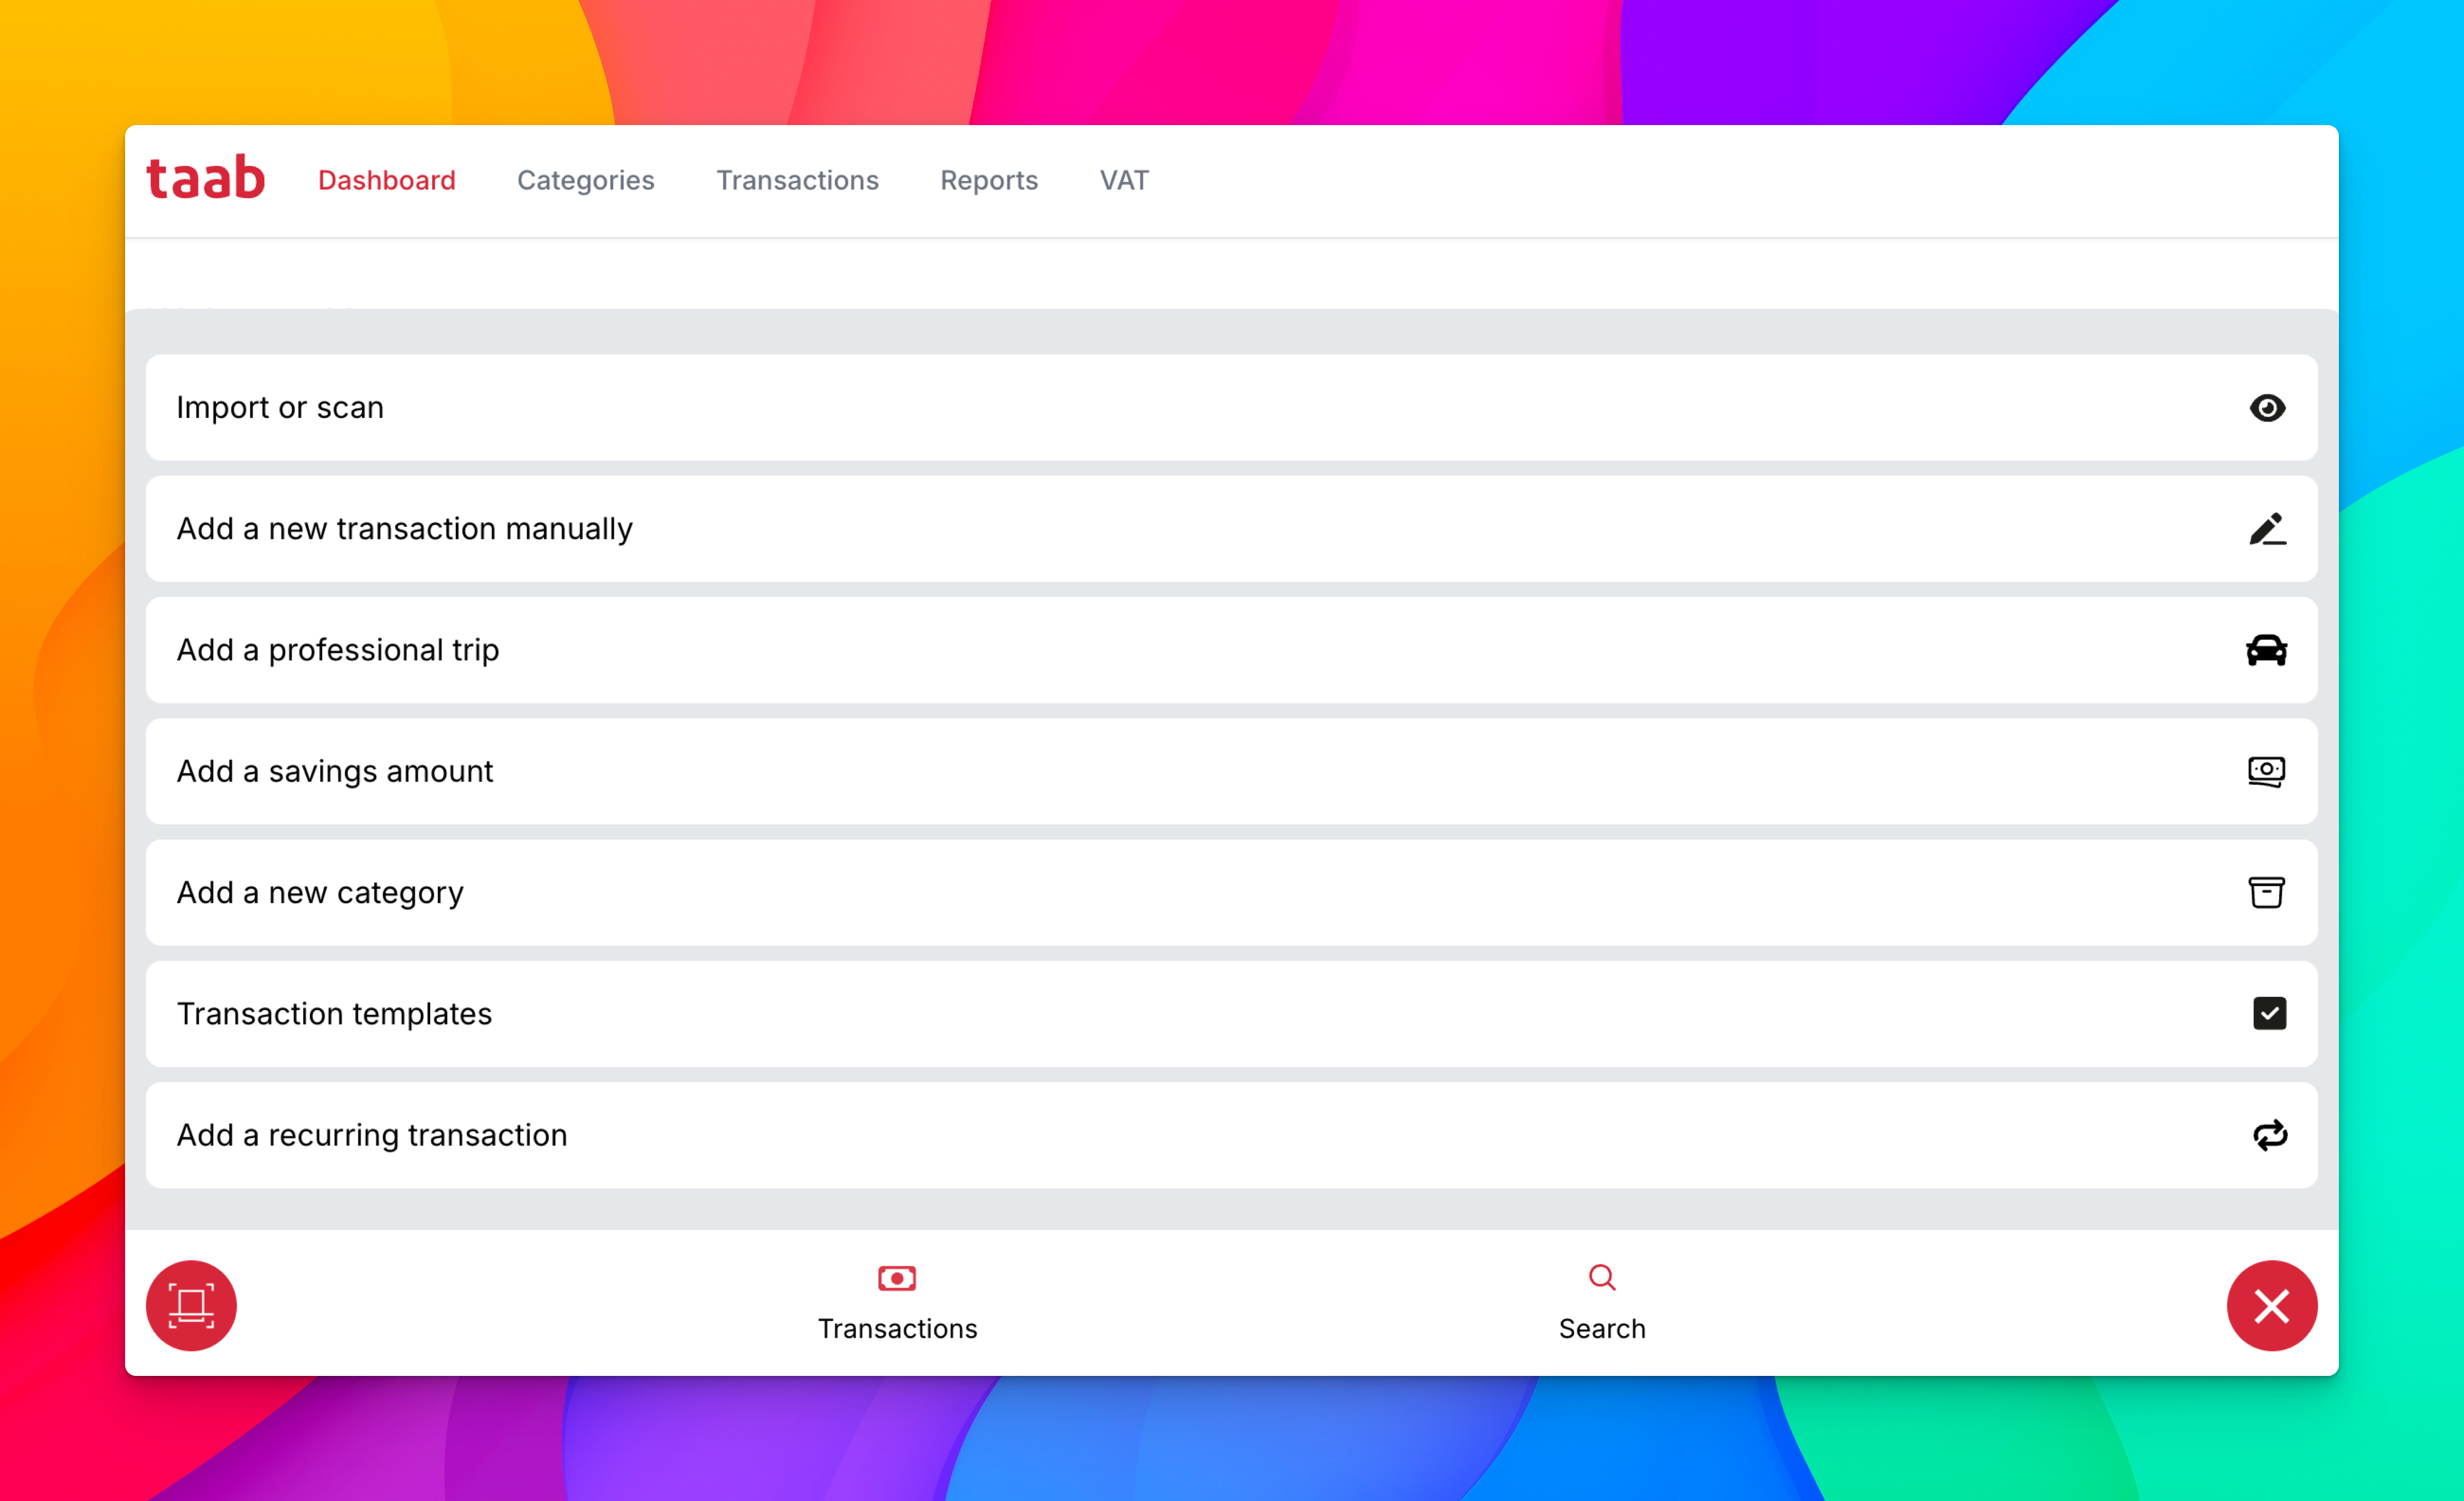 taab Dashboard Categories Transactions Reports VAT
Import or scan
Add a new transaction manually
Add a professional trip
Add a savings amount
Add a new category
Transaction templates
Add a recurring transaction
Transactions Search